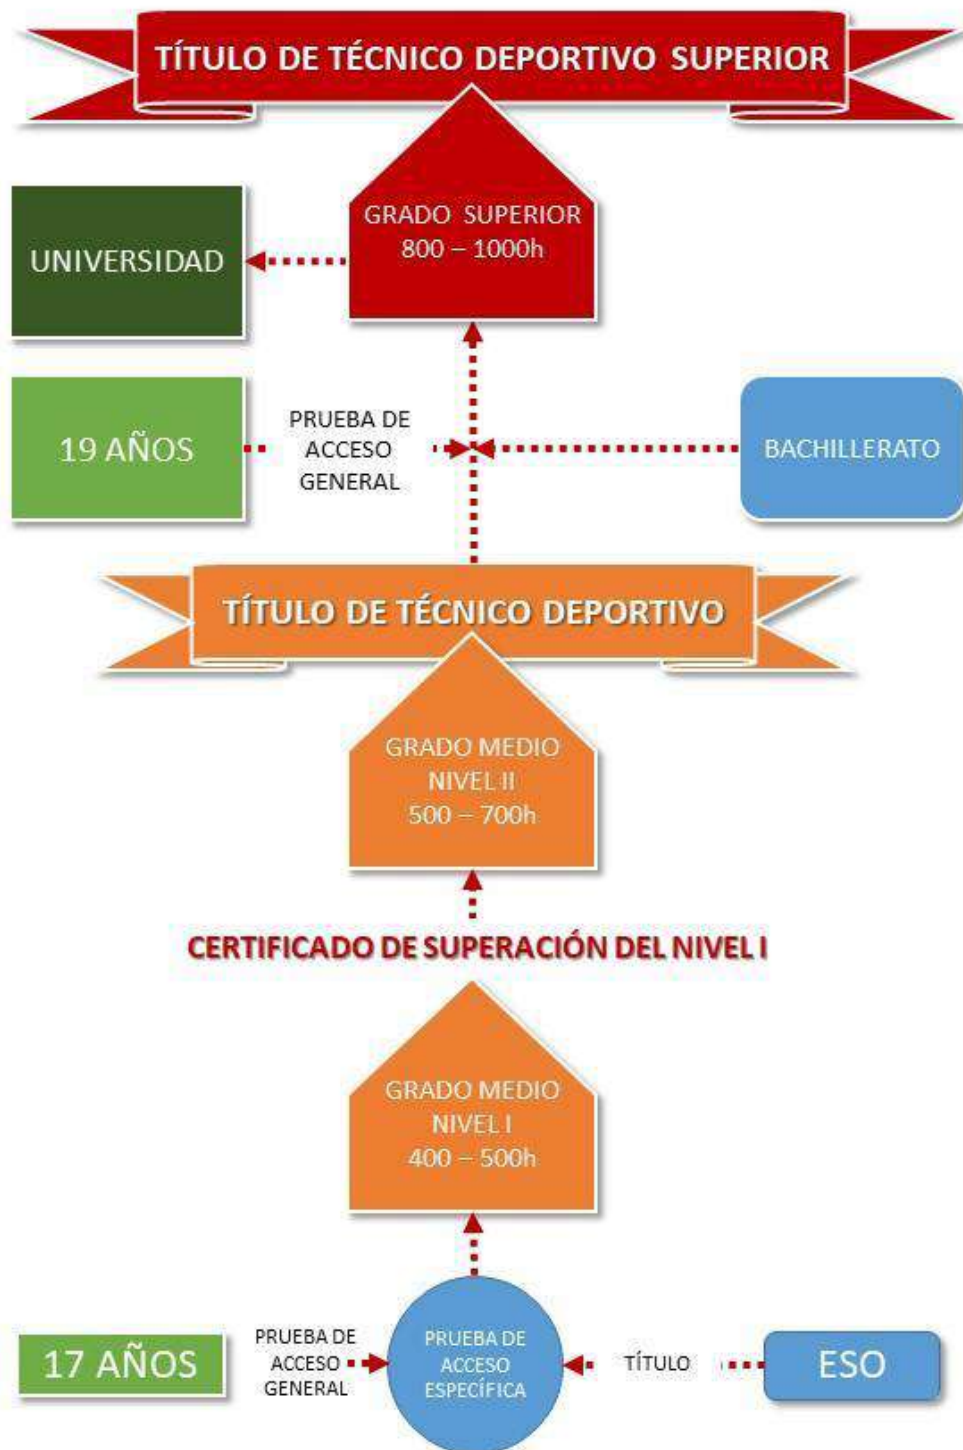 TÍTULO DE TÉCNICO DEPORTIVO SUPERIOR
GRADO SUPERIOR
800 – 1000h
UNIVERSIDAD
19 AÑOS
PRUEBA DE
ACCESO
GENERAL
BACHILLERATO
TÍTULO DE TÉCNICO DEPORTIVO
GRADO MEDIO
NIVEL II
500 – 700h
CERTIFICADO DE SUPERACIÓN DEL NIVEL I
GRADO MEDIO
NIVEL I
400 – 500h
17 AÑOS
PRUEBA DE
ACCESO
GENERAL
PRUEBA DE
ACCESO
ESPECÍFICA
TÍTULO
ESO